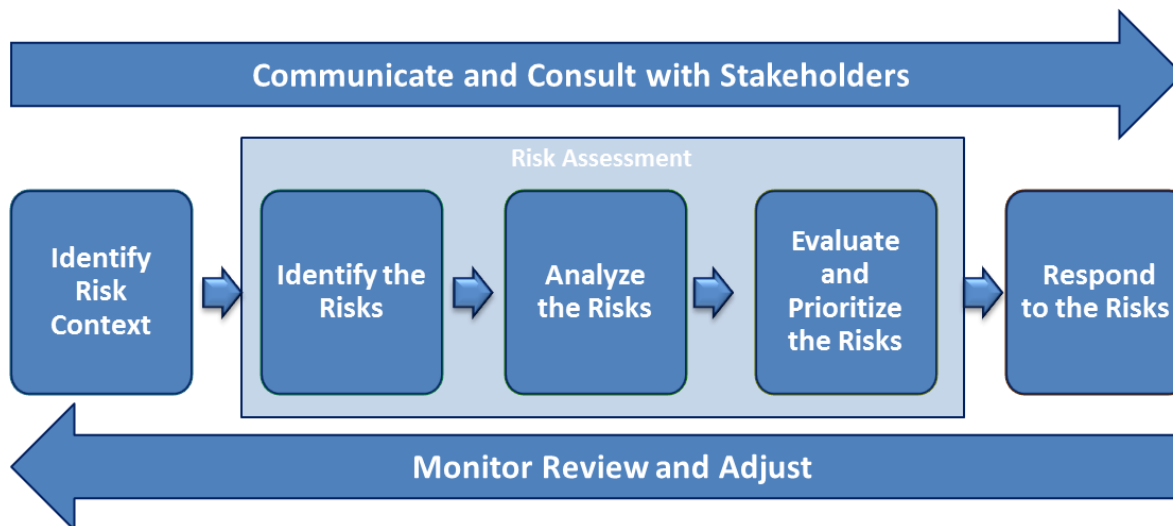 Communicate and Consult with Stakeholders
Risk Assessment
Identify
Risk
Context
Identify the
Risks
Analyze
the Risks
Evaluate
and
Prioritize
the Risks
Respond
to the Risks
Monitor Review and Adjust